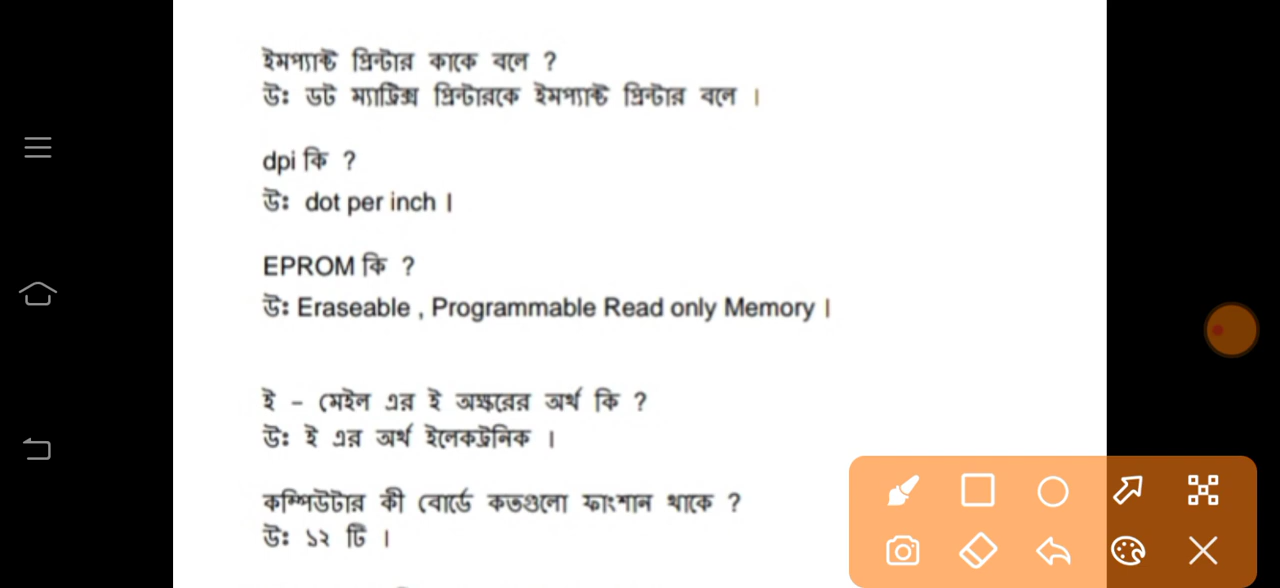 ইমপ্যাক্ট প্রিন্টার কাকে বলে ?
উঃ ডট ম্যাট্রিক্স প্রিন্টারকে ইমপ্যাক্ট প্রিন্টার বলে ।
dpi কি ?
উঃ dot per inch ।
EPROM কি ?
উঃ Eraseable , Programmable Read only Memory ।
ই – মেইল এর ই অক্ষরের অর্থ কি ?
উঃ ই এর অর্থ ইলেকট্রনিক ।
কম্পিউটার কী বোর্ডে কতগুলো ফাংশান থাকে ?
উঃ ১২ টি ।